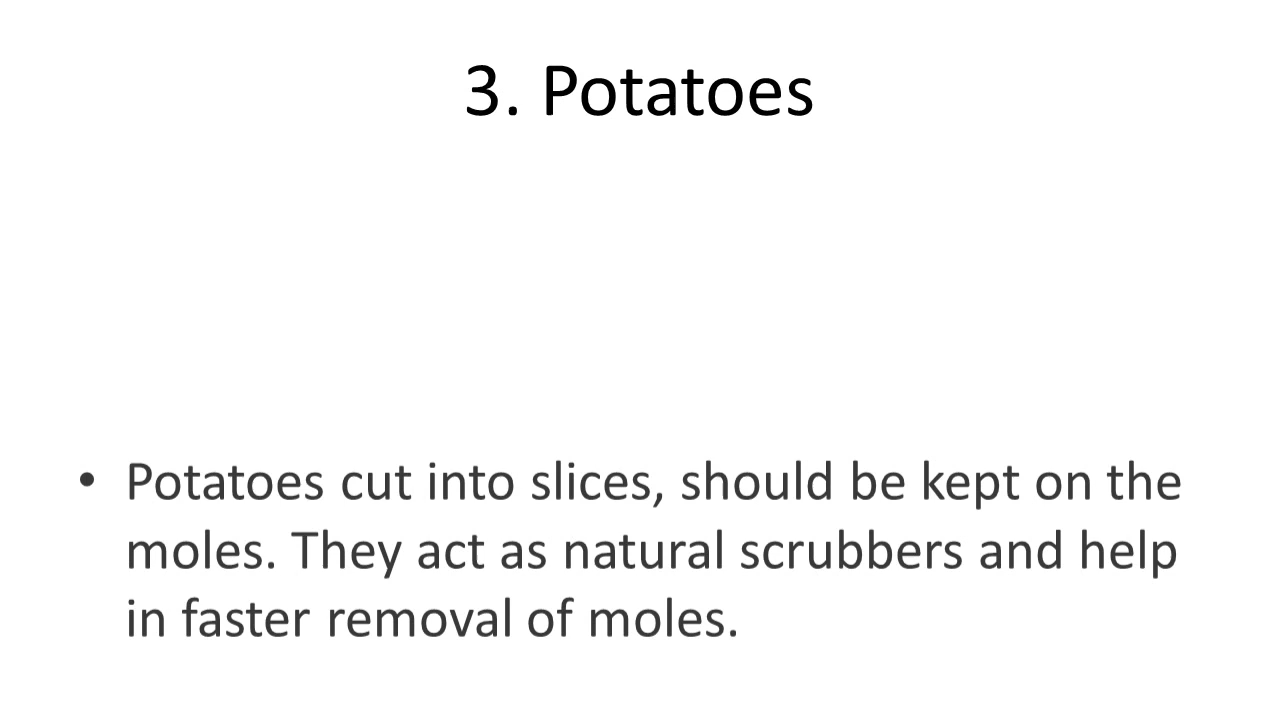 3. Potatoes
• Potatoes cut into slices, should be kept on the
moles. They act as natural scrubbers and help
in faster removal of moles.